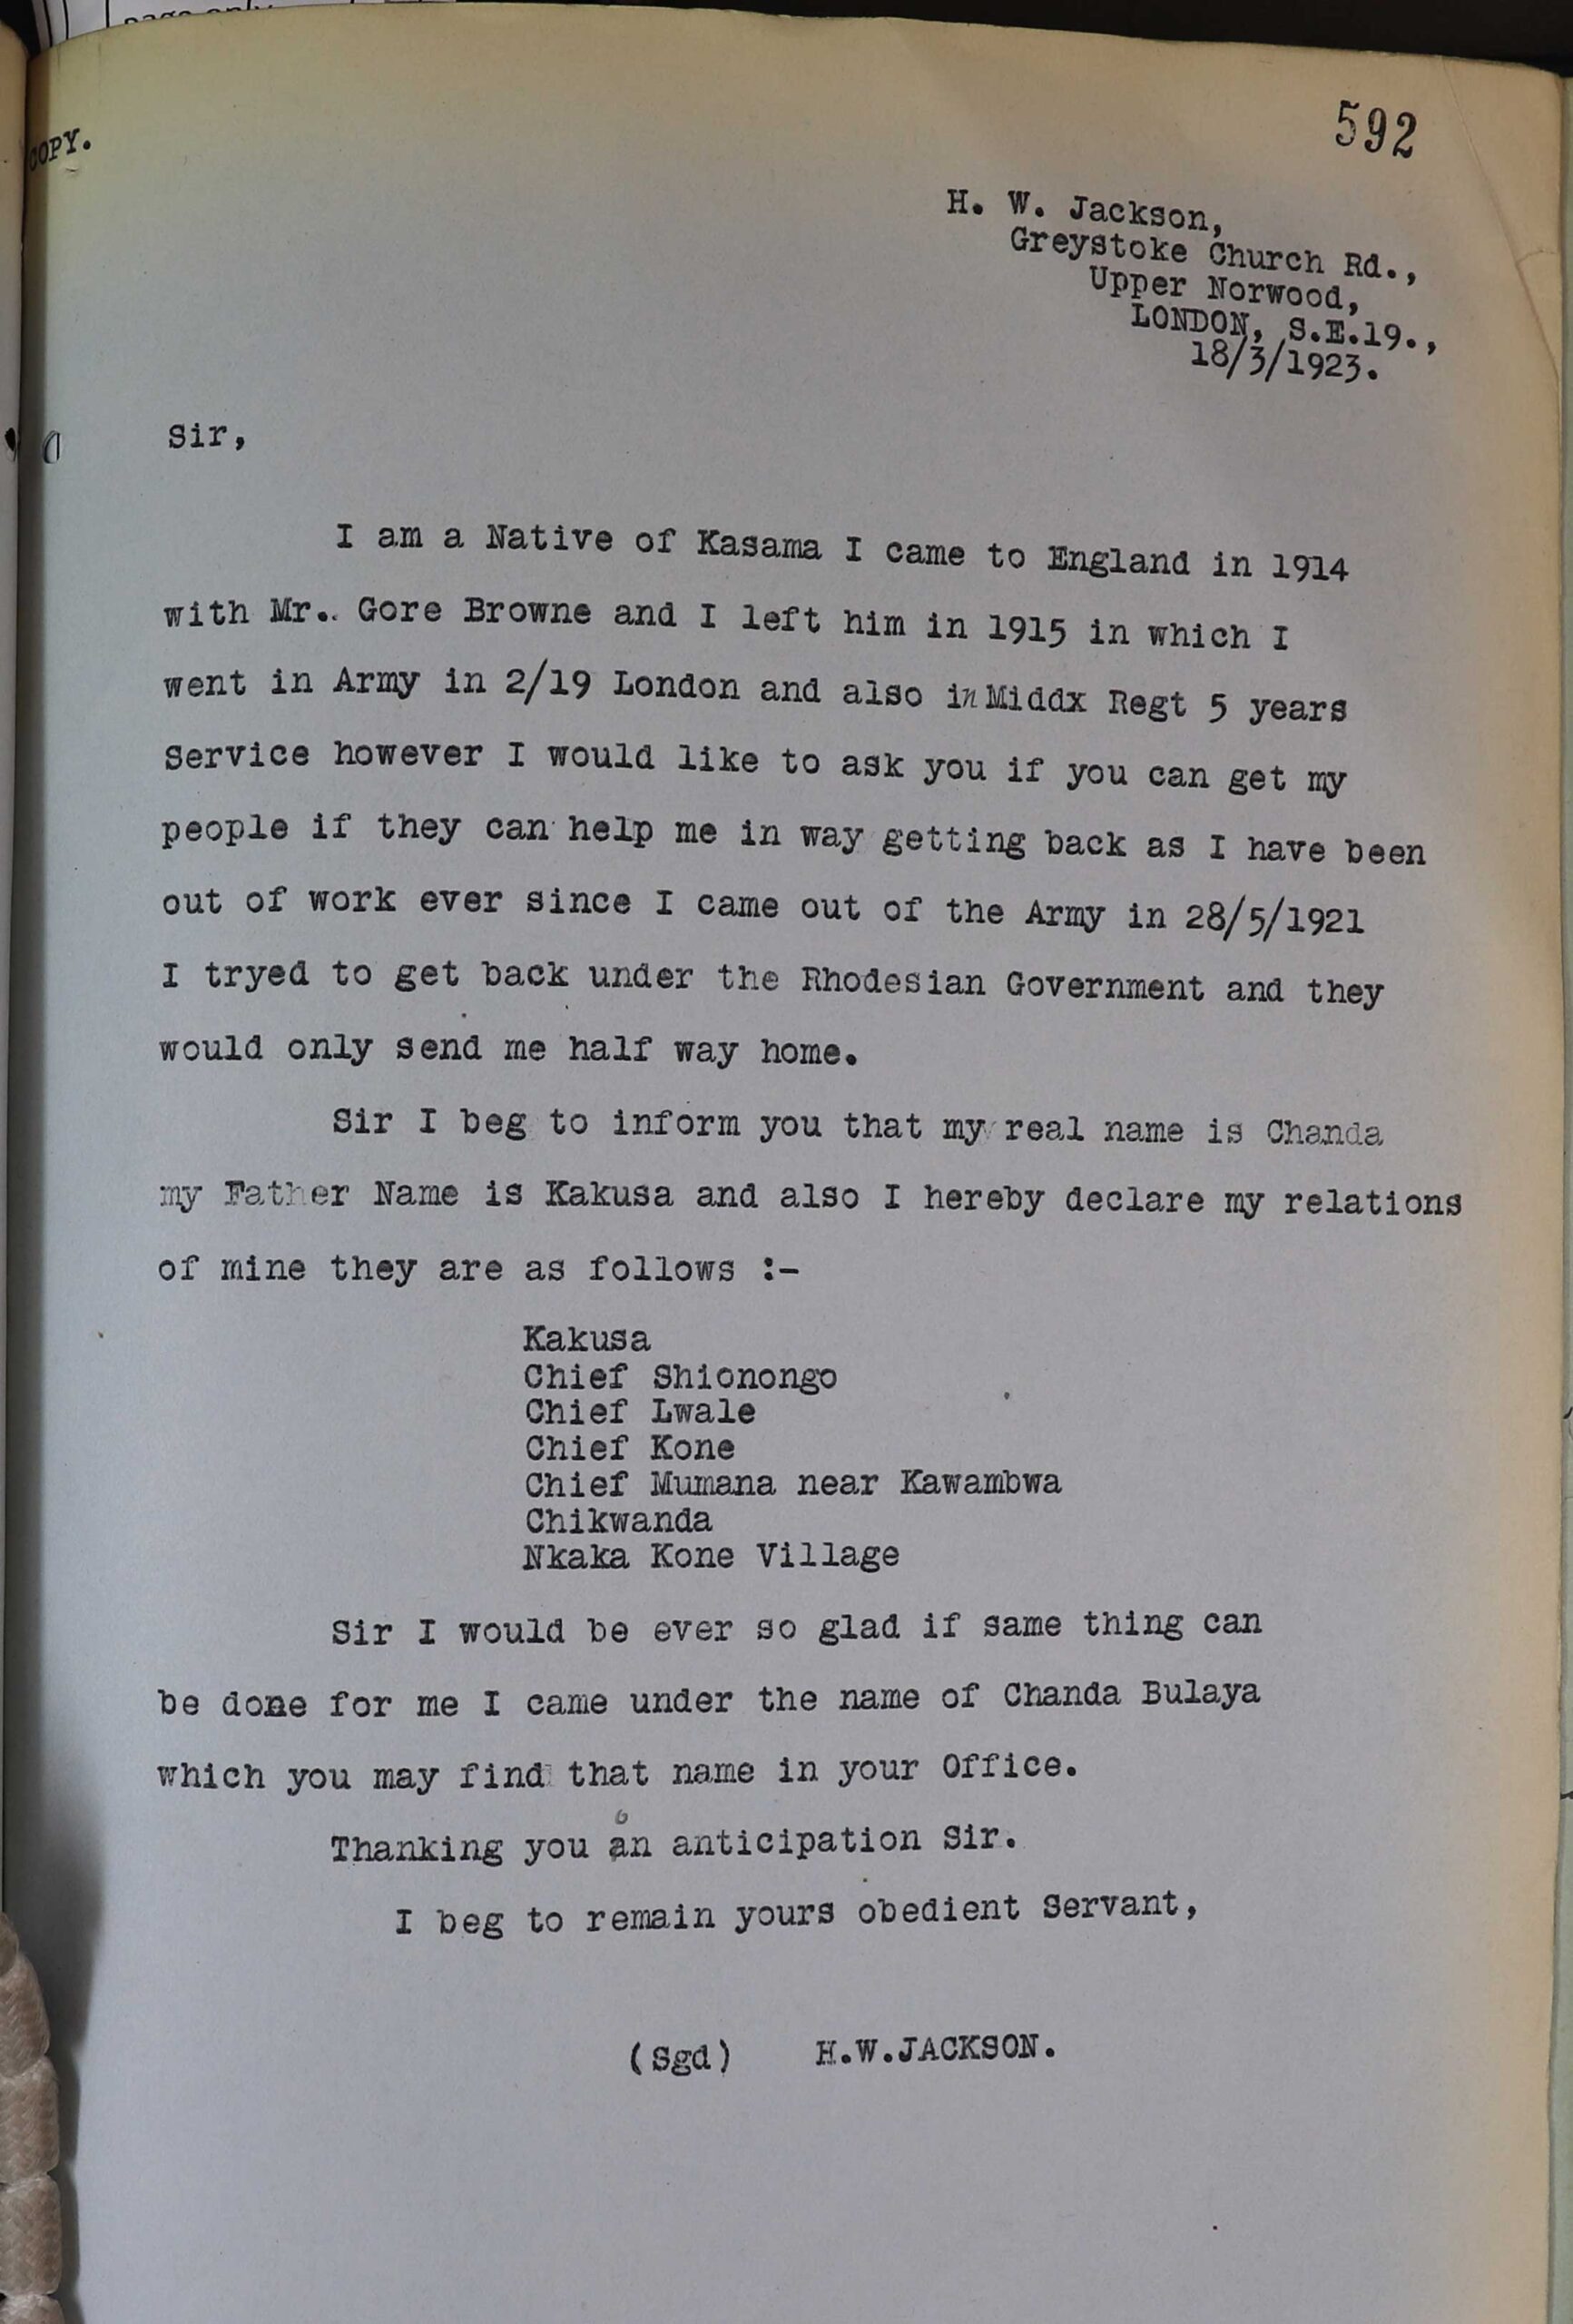 COPY.
592
H. W. Jackson,
Greystoke Church Rd.,
Upper Norwood,
LONDON, S.E.19.,
18/3/1923.
Sir,
I am a Native of Kasama I came to England in 1914
with Mr. Gore Browne and I left him in 1915 in which I
went in Army in 2/19 London and also in Middx Regt 5 years
Service however I would like to ask you if you can get my
people if they can help me in way getting back as I have been
out of work ever since I came out of the Army in 28/5/1921
I tryed to get back under the Rhodesian Government and they
would only send me half way home.
Sir I beg to inform you that my real name is Chanda
my Father Name is Kakusa and also I hereby declare my relations
of mine they are as follows :-
Kakusa
Chief Shionongo
Chief Lwale
Chief Kone
Chief Mumana near Kawambwa
Chikwanda
Nkaka Kone Village
Sir I would be ever so glad if same thing can
be done for me I came under the name of Chanda Bulaya
which you may find that name in your Office.
Thanking you an anticipation Sir.
I beg to remain yours obedient Servant,
(Sgd) H.W.JACKSON.